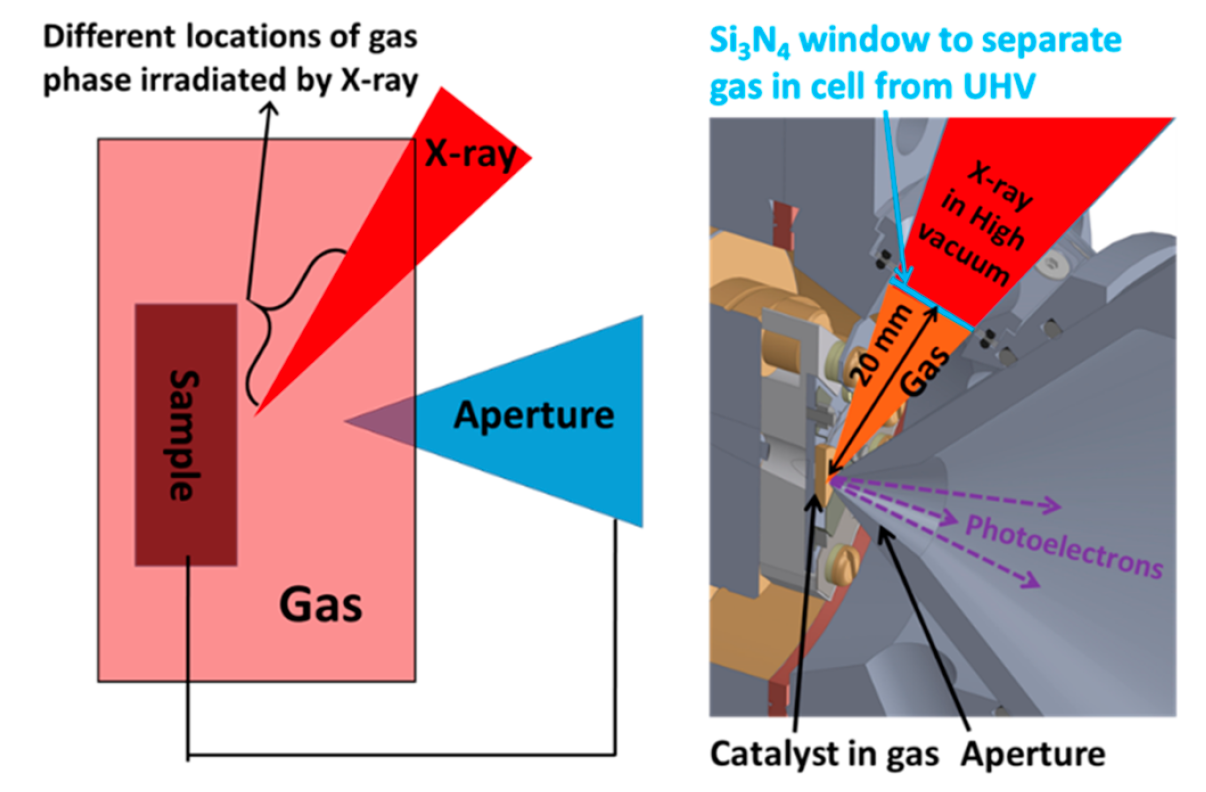 Different locations of gas
phase irradiated by X-ray
X-ray
Sample
Aperture
Gas
Si₃N₄ window to separate
gas in cell from UHV
X-ray
in High
vacuum
20 mm
Gas
Photoelectrons
Catalyst in gas
Aperture